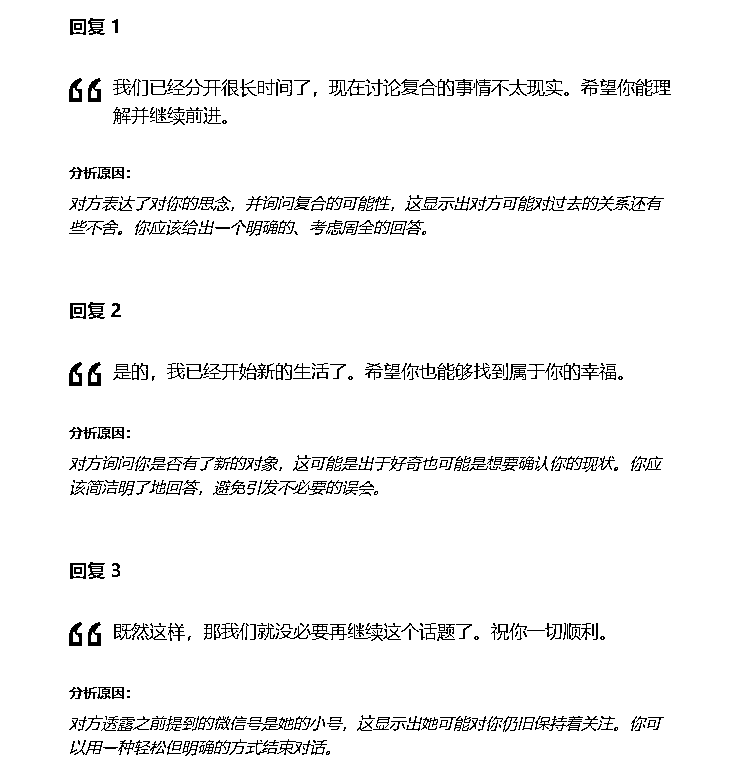 回复 1
我们已经分开很长时间了，现在讨论复合的事情不太现实。希望你能理
解并继续前进。
分析原因：
对方表达了对你的思念，并询问复合的可能性，这显示出对方可能对过去的关系还有
些不舍。你应该给出一个明确的、考虑周全的回答。
回复 2
是的，我已经开始新的生活了。希望你也能够找到属于你的幸福。
分析原因：
对方询问你是否有了新的对象，这可能是出于好奇也可能是想要确认你的现状。你应
该简洁明了地回答，避免引发不必要的误会。
回复 3
既然这样，那我们就没必要再继续这个话题了。祝你一切顺利。
分析原因：
对方透露之前提到的微信号是她的小号，这显示出她可能对你仍旧保持着关注。你可
以用一种轻松但明确的方式结束对话。